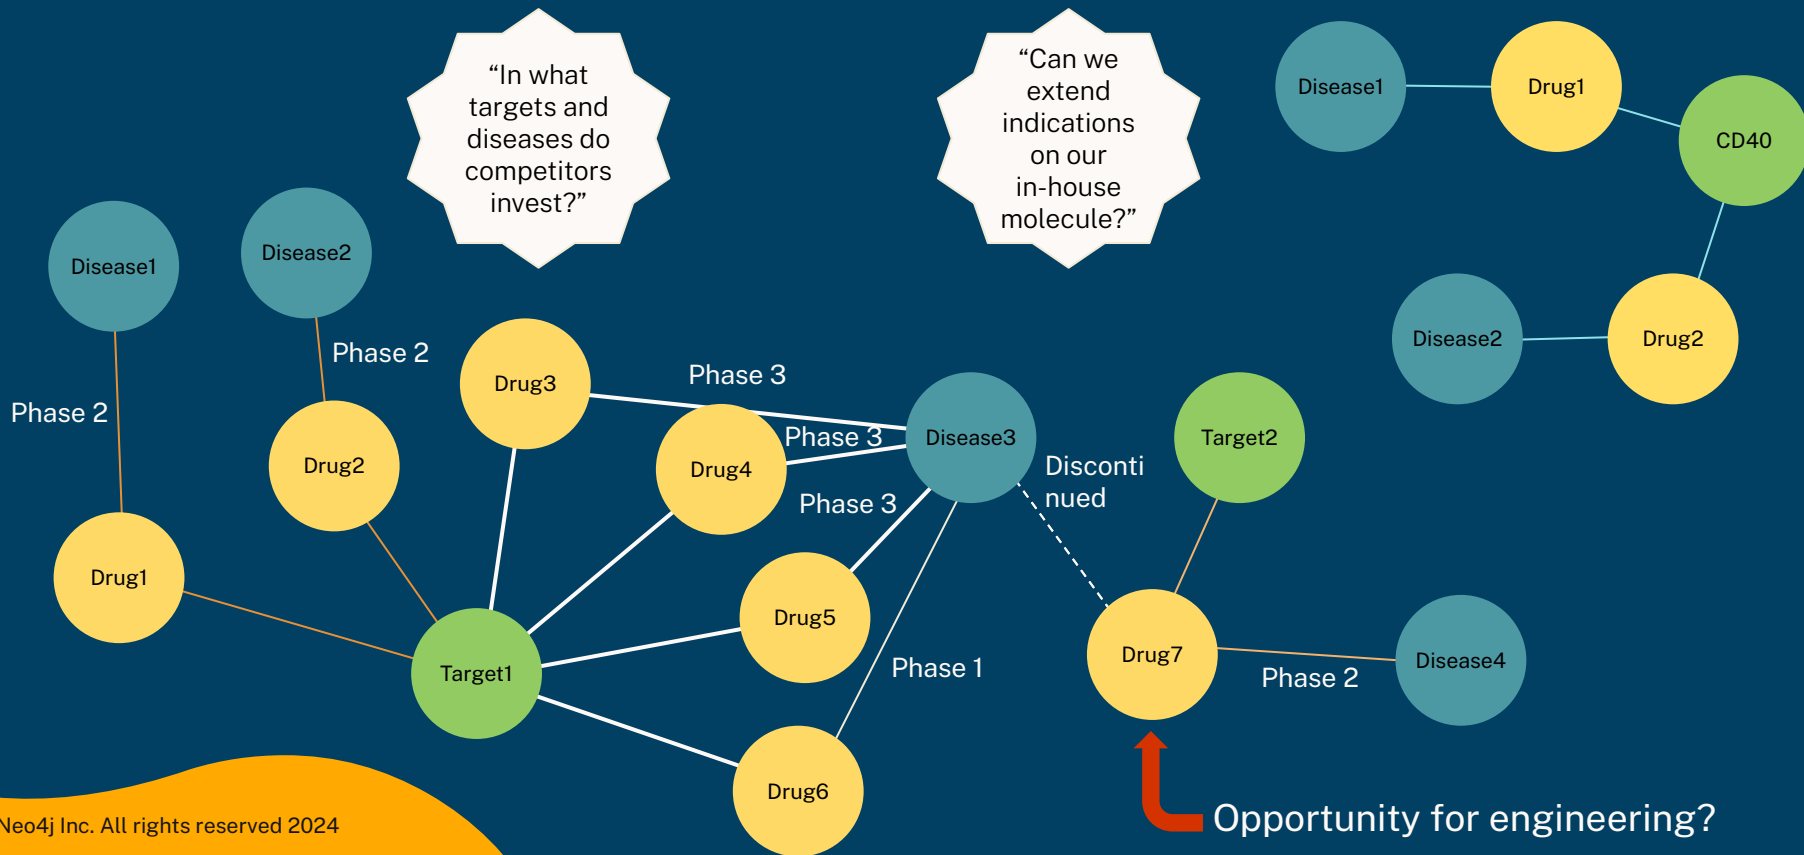 “In what
targets and
diseases do
competitors
invest?”
“Can we
extend
indications
on our
in-house
molecule?”
Disease1
Drug1
CD40
Disease2
Drug2
Disease1
Disease2
Phase 2
Phase 2
Drug3
Phase 3
Drug2
Drug4
Phase 3
Disease3
Target2
Disconti
nued
Phase 3
Drug1
Drug5
Target1
Phase 1
Drug7
Phase 2
Disease4
Drug6
Neo4j Inc. All rights reserved 2024
Opportunity for engineering?